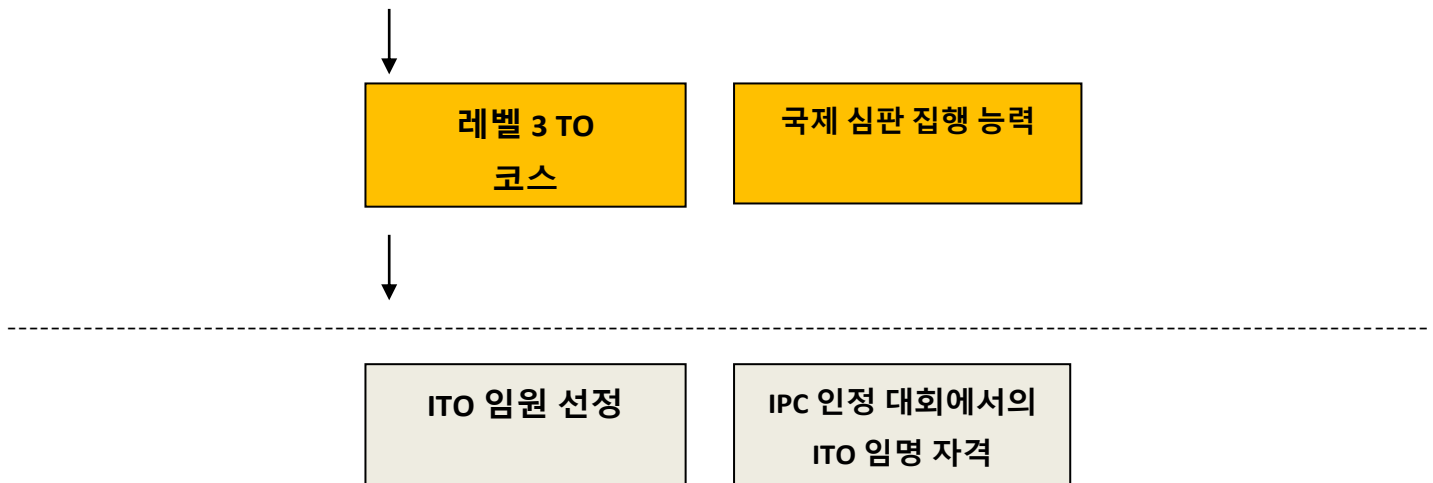 레벨 3 TO
코스
국제 심판 집행 능력
ITO 임원 선정
IPC 인정 대회에서의
ITO 임명 자격